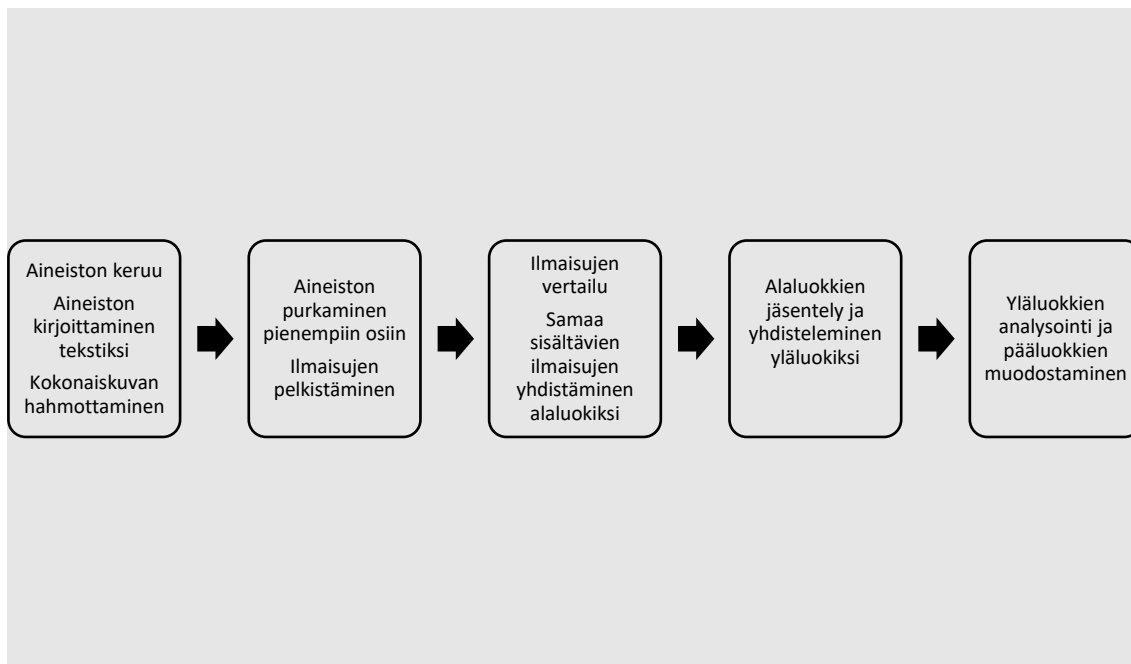 Aineiston keruu
Aineiston
kirjoittaminen
tekstiksi
Kokonaiskuvan
hahmottaminen
Aineiston
purkaminen
pienempiin osiin
Ilmaisujen
pelkistäminen
Ilmaisujen
vertailu
Samaa
sisältävien
ilmaisujen
yhdistäminen
alaluokiksi
Alaluokkien
jäsentely ja
yhdisteleminen
yläluokiksi
Yläluokkien
analysointi ja
pääluokkien
muodostaminen